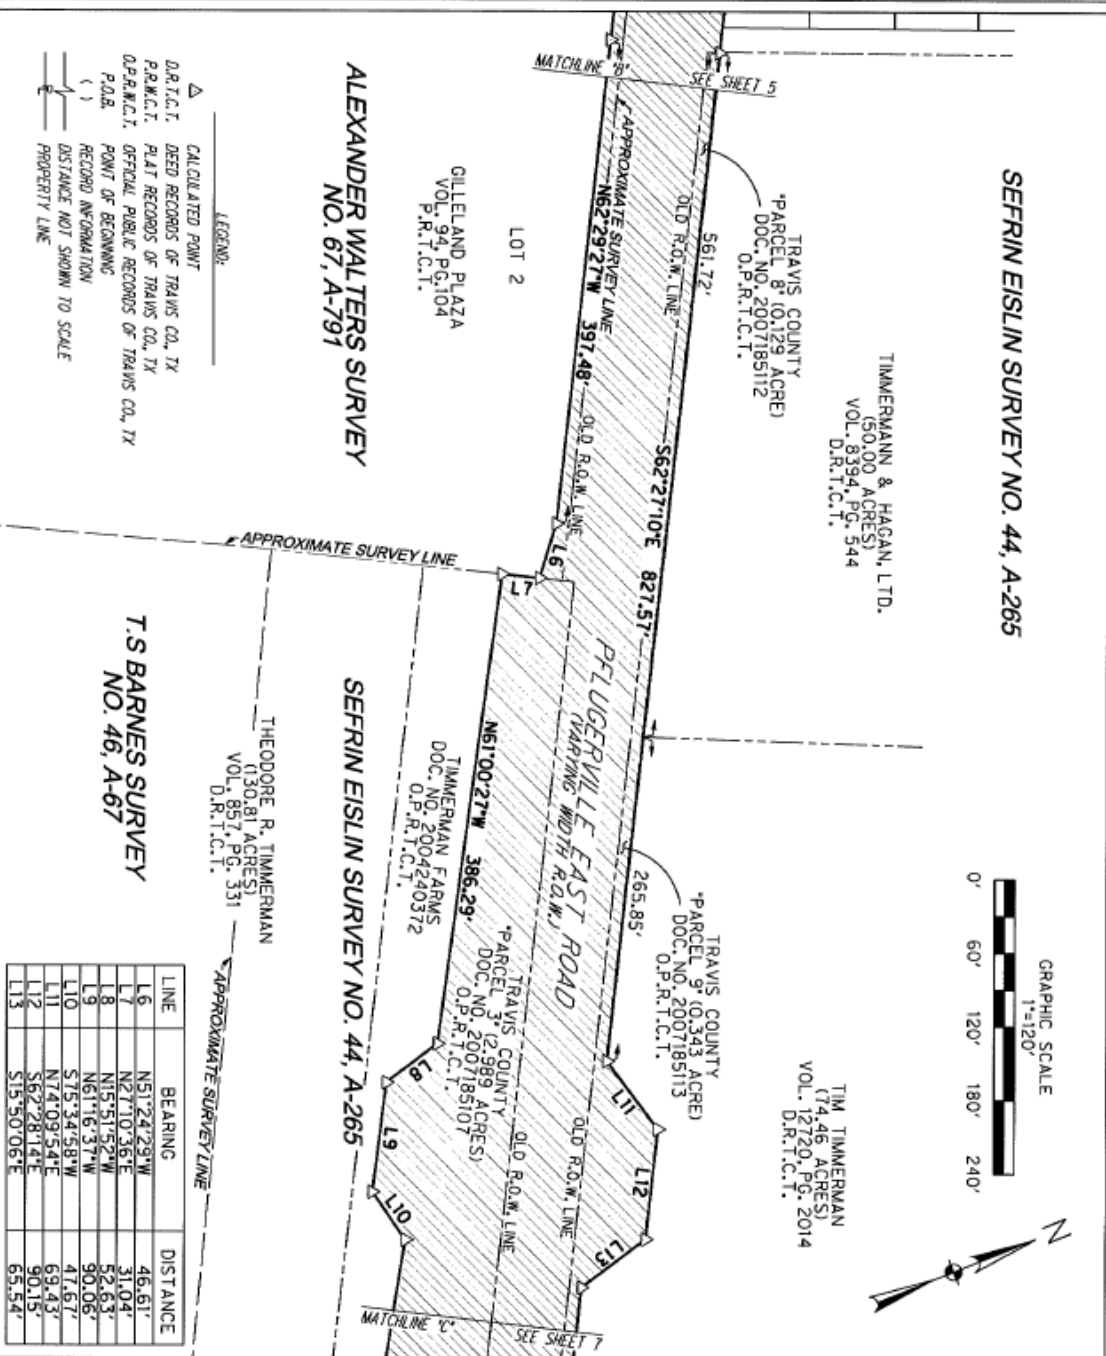 MATCHLINE "B"
SEE SHEET 5
SEFRIN EISLIN SURVEY NO. 44, A-265
TIMMERMANN & HAGAN, LTD.
(50.00 ACRES)
VOL. 8394, PG. 544
D.R.T.C.T.
TRAVIS COUNTY
"PARCEL 8" (0.129 ACRE)
DOC. NO. 2007185112
O.P.R.T.C.T.
561.72'
OLD R.O.W. LINE
S62°27'10"E 827.57'
APPROXIMATE SURVEY LINE
N62°29'27"W 397.48'
OLD R.O.W. LINE
LOT 2
GILLELAND PLAZA
VOL. 94, PG.104
P.R.T.C.T.
ALEXANDER WALTERS SURVEY
NO. 67, A-791
LEGEND:
△ CALCULATED POINT
D.R.T.C.T. DEED RECORDS OF TRAVIS CO., TX
P.R.W.C.T. PLAT RECORDS OF TRAVIS CO., TX
O.P.R.W.C.T. OFFICIAL PUBLIC RECORDS OF TRAVIS CO., TX
P.O.B. POINT OF BEGINNING
( ) RECORD INFORMATION
DISTANCE NOT SHOWN TO SCALE
PROPERTY LINE
L6
L7
APPROXIMATE SURVEY LINE
PFLUGERVILLE EAST ROAD
(VARYING WIDTH R.O.W.)
GRAPHIC SCALE
1"=120'
0' 60' 120' 180' 240'
N
TIM TIMMERMAN
(74.46 ACRES)
VOL. 12720, PG. 2014
D.R.T.C.T.
TRAVIS COUNTY
"PARCEL 9" (0.343 ACRE)
DOC. NO. 2007185113
O.P.R.T.C.T.
265.85'
L11
L12
L13
OLD R.O.W. LINE
OLD R.O.W. LINE
TRAVIS COUNTY
"PARCEL 3" (2.989 ACRES)
DOC. NO. 2007185107
O.P.R.T.C.T.
N61°00'27"W 386.29'
L8
L9
L10
TIMMERMAN FARMS
DOC. NO. 2004240372
O.P.R.T.C.T.
SEFRIN EISLIN SURVEY NO. 44, A-265
THEODORE R. TIMMERMAN
(130.81 ACRES)
VOL. 857, PG. 331
D.R.T.C.T.
APPROXIMATE SURVEY LINE
T.S BARNES SURVEY
NO. 46, A-67
MATCHLINE "C"
SEE SHEET 7
LINE BEARING DISTANCE
L6 N51°24'29"W 46.61'
L7 N27°10'36"E 31.04'
L8 N15°51'52"W 52.63'
L9 N61°16'37"W 90.06'
L10 S75°34'58"W 47.67'
L11 N74°09'54"E 69.43'
L12 S62°28'14"E 90.15'
L13 S15°50'06"E 65.54'